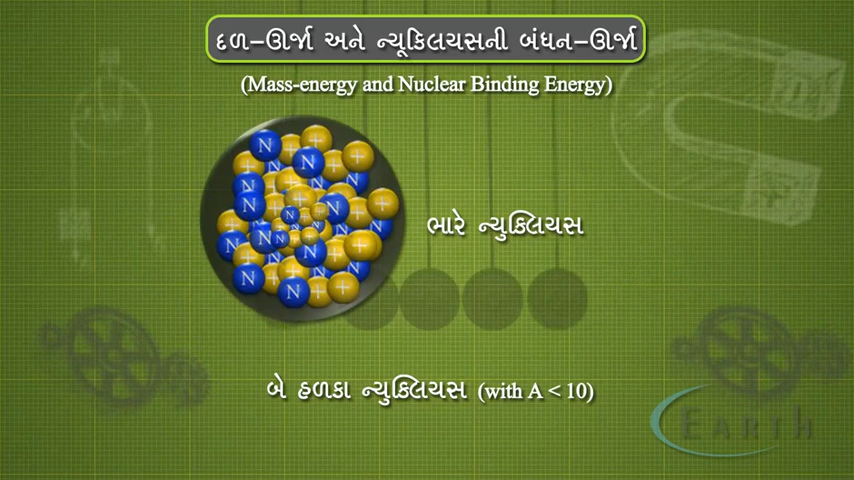 દળ–ઊર્જા અને ન્યૂક્લિયસની બંધન–ઊર્જા
(Mass-energy and Nuclear Binding Energy)
ભારે ન્યુક્લિયસ
બે હળકા ન્યુક્લિયસ (with A < 10)
EARTH